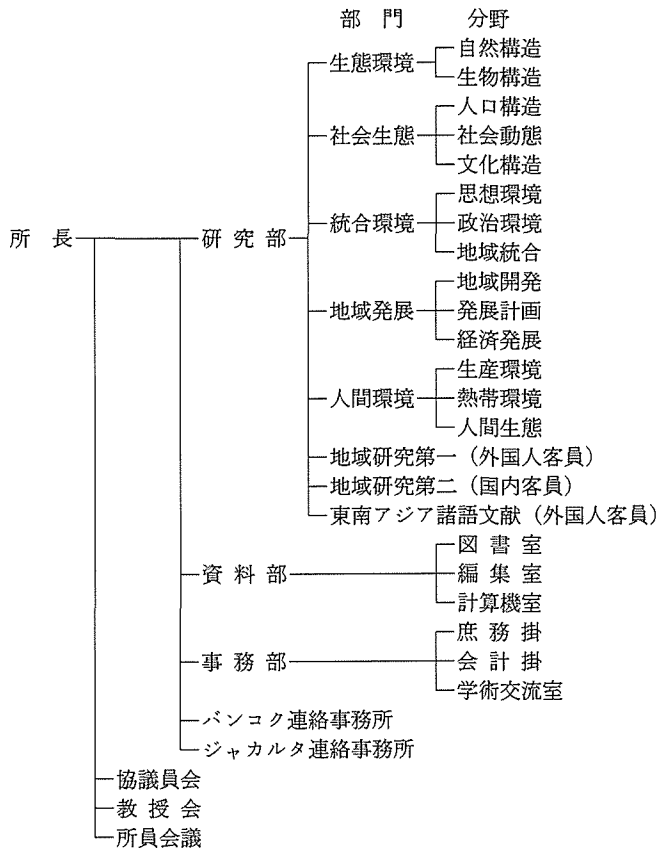 部 門 分野
自然構造
生態環境
生物構造
人口構造
社会生態 社会動態
文化構造
思想環境
統合環境 政治環境
所 長 研 究 部 地域統合
地域開発
地域発展 発展計画
経済発展
生産環境
人間環境 熱帯環境
人間生態
地域研究第一(外国人客員)
地域研究第二(国内客員)
東南アジア諸語文献(外国人客員)
図 書 室
資 料 部 編 集 室
計算機室
庶 務 掛
事 務 部 会 計 掛
学術交流室
バンコク連絡事務所
ジャカルタ連絡事務所
協議員会
教 授 会
所員会議